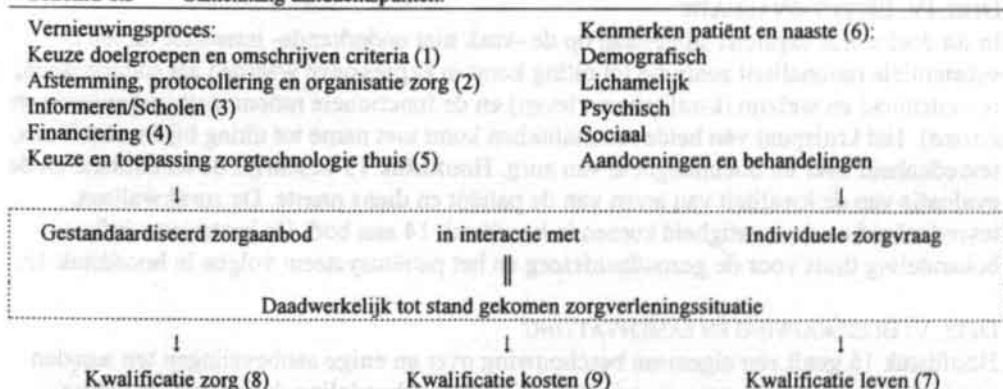 Vernieuwingsproces:
Keuze doelgroepen en omschrijven criteria (1)
Afstemming, protocollering en organisatie zorg (2)
Informeren/Scholen (3)
Financiering (4)
Keuze en toepassing zorgtechnologie thuis (5)
Kenmerken patiënt en naaste (6):
Demografisch
Lichamelijk
Psychisch
Sociaal
Aandoeningen en behandelingen
↓ ↓
Gestandaardiseerd zorgaanbod in interactie met Individuele zorgvraag
Daadwerkelijk tot stand gekomen zorgverleningssituatie
↓ ↓ ↓
Kwalificatie zorg (8) Kwalificatie kosten (9) Kwalificatie leven (7)